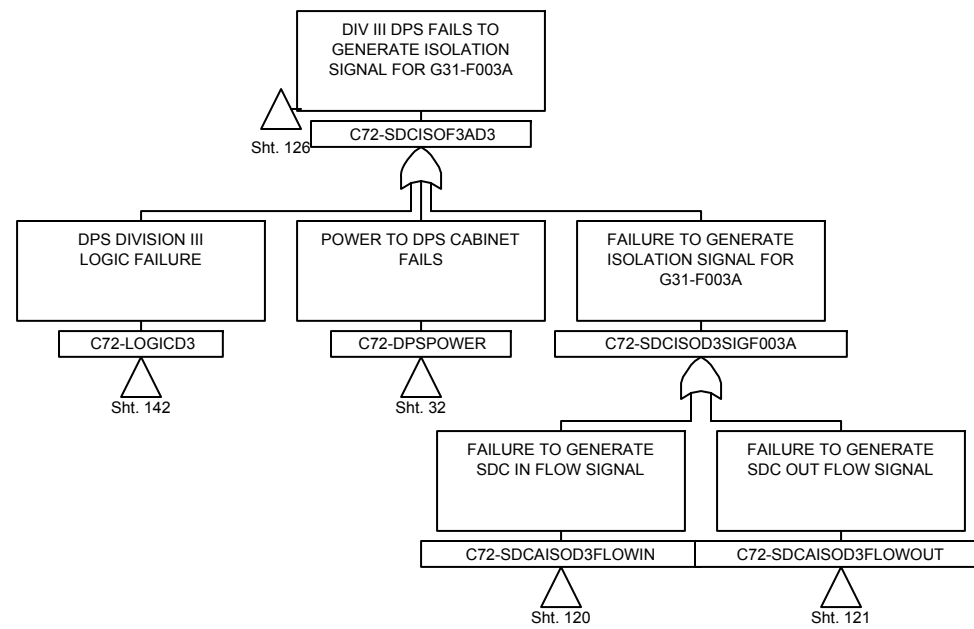 DIV III DPS FAILS TO
GENERATE ISOLATION
SIGNAL FOR G31-F003A
C72-SDCISOF3AD3
Sht. 126
DPS DIVISION III
LOGIC FAILURE
C72-LOGICD3
Sht. 142
POWER TO DPS CABINET
FAILS
C72-DPSPOWER
Sht. 32
FAILURE TO GENERATE
ISOLATION SIGNAL FOR
G31-F003A
C72-SDCISOD3SIGF003A
FAILURE TO GENERATE
SDC IN FLOW SIGNAL
C72-SDCAISOD3FLOWIN
Sht. 120
FAILURE TO GENERATE
SDC OUT FLOW SIGNAL
C72-SDCAISOD3FLOWOUT
Sht. 121